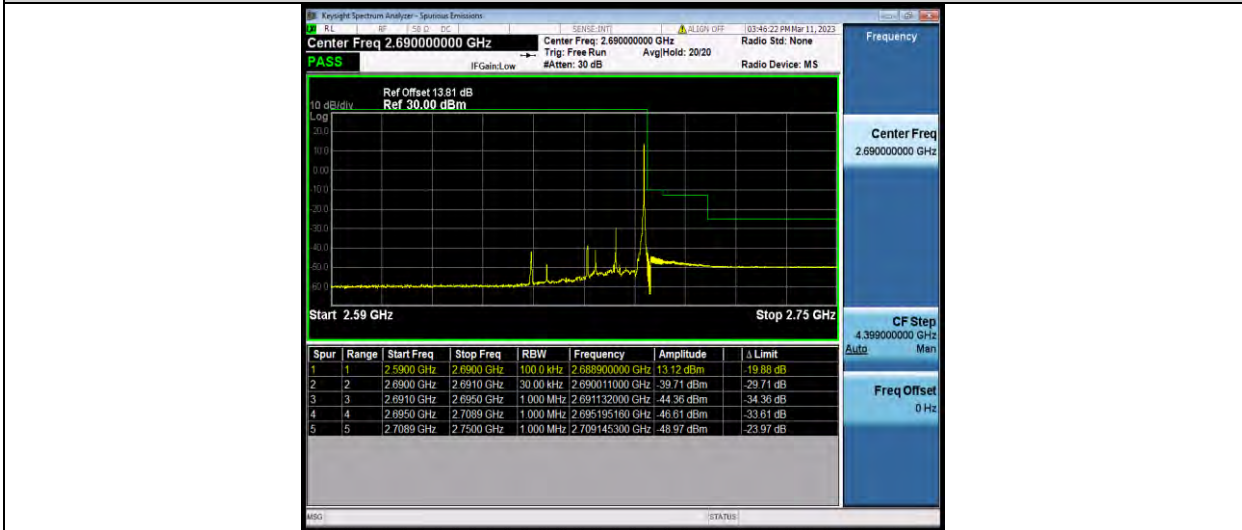 Keysight Spectrum Analyzer - Spurious Emissions
RL RF 50 Ω DC SENSE:INT ALIGN OFF 03:46:22 PM Mar 11, 2023
Center Freq 2.690000000 GHz Center Freq: 2.690000000 GHz Radio Std: None Frequency
Trig: Free Run Avg|Hold: 20/20
PASS IFGain:Low #Atten: 30 dB Radio Device: MS
Ref Offset 13.81 dB
10 dB/div Ref 30.00 dBm
Log
20.0
10.0
0.00
-10.0
-20.0
-30.0
-40.0
-50.0
-60.0
Start 2.59 GHz Stop 2.75 GHz
Center Freq
2.690000000 GHz
CF Step
4.399000000 GHz
Auto Man
Freq Offset
0 Hz
Spur Range Start Freq Stop Freq RBW Frequency Amplitude Δ Limit
1 1 2.5900 GHz 2.6900 GHz 100.0 kHz 2.688900000 GHz 13.12 dBm -19.88 dB
2 2 2.6900 GHz 2.6910 GHz 30.00 kHz 2.690011000 GHz -39.71 dBm -29.71 dB
3 3 2.6910 GHz 2.6950 GHz 1.000 MHz 2.691132000 GHz -44.36 dBm -34.36 dB
4 4 2.6950 GHz 2.7089 GHz 1.000 MHz 2.695195160 GHz -46.61 dBm -33.61 dB
5 5 2.7089 GHz 2.7500 GHz 1.000 MHz 2.709145300 GHz -48.97 dBm -23.97 dB
MSG STATUS